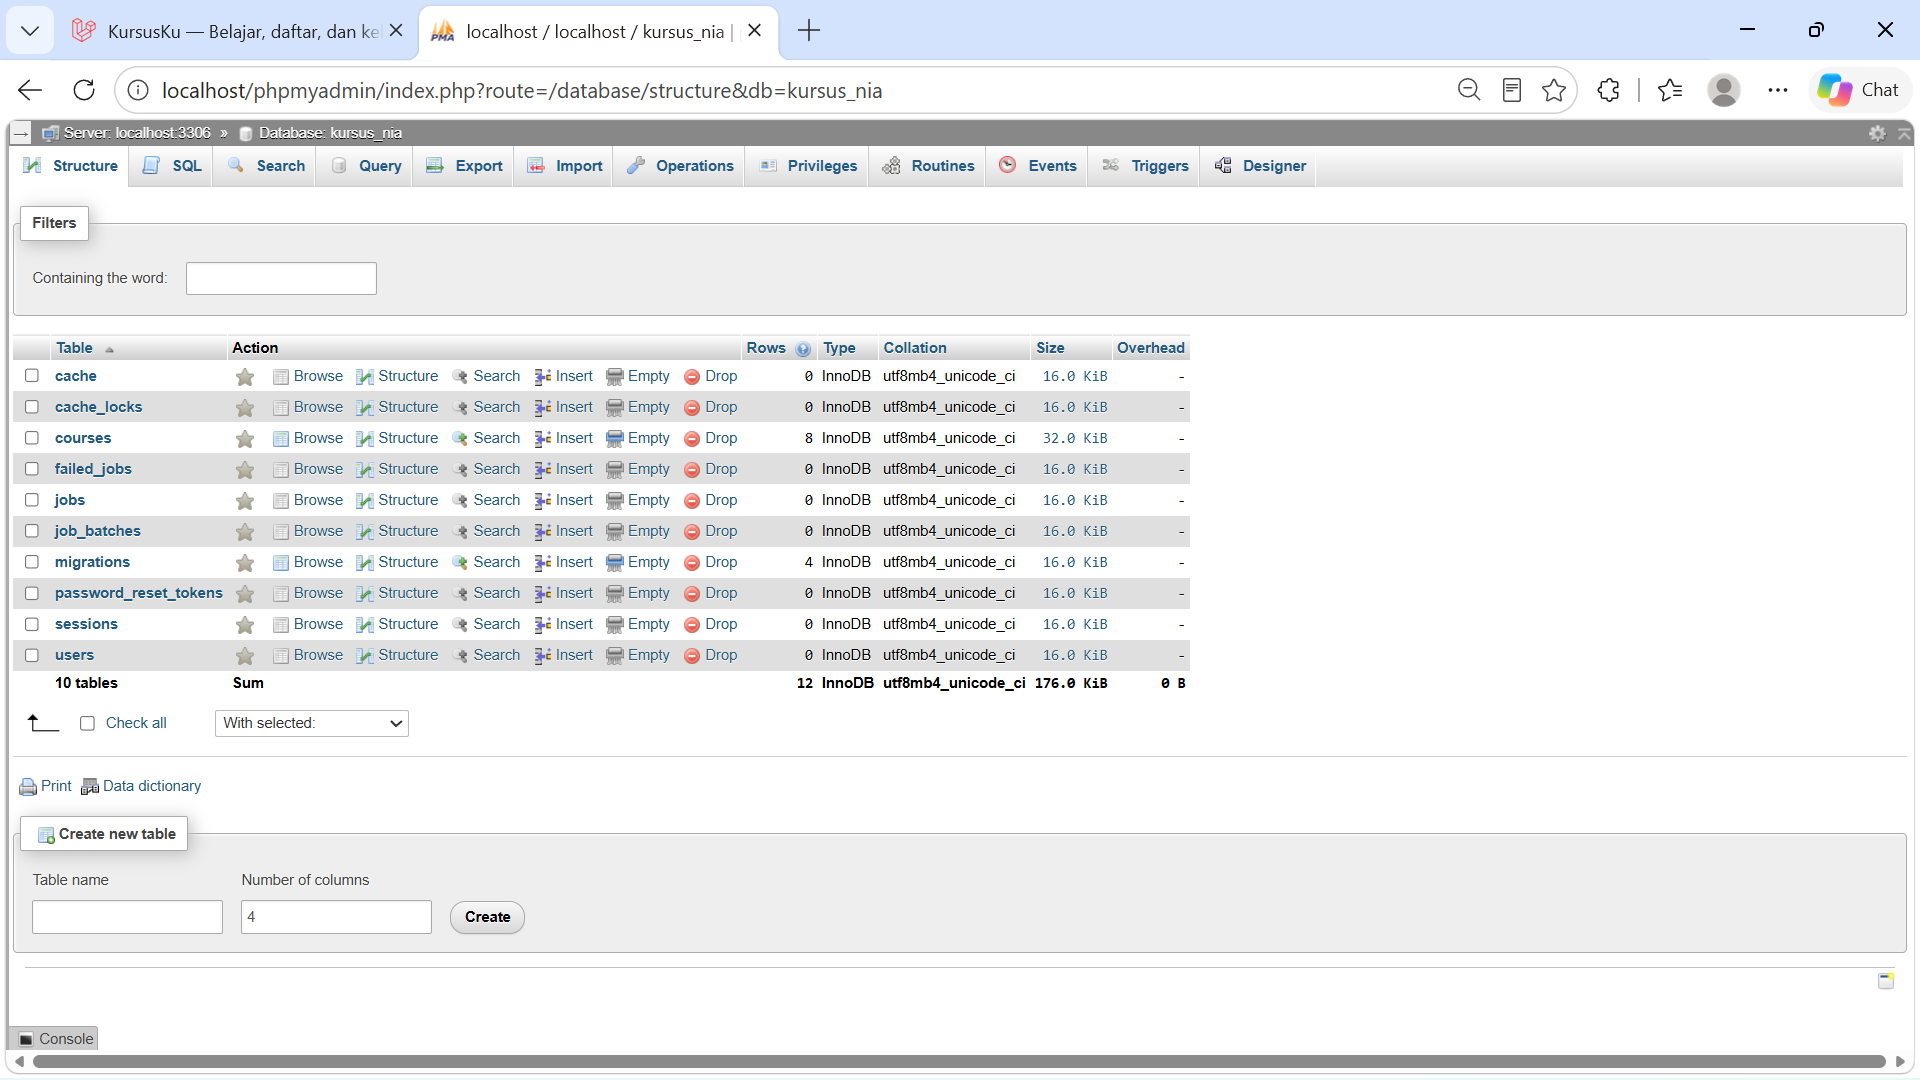 KursusKu — Belajar, daftar, dan ke
localhost / localhost / kursus_nia |
localhost/phpmyadmin/index.php?route=/database/structure&db=kursus_nia
Chat
Server: localhost:3306 » Database: kursus_nia
Structure SQL Search Query Export Import Operations Privileges Routines Events Triggers Designer
Filters
Containing the word:
Table Action Rows Type Collation Size Overhead
cache Browse Structure Search Insert Empty Drop 0 InnoDB utf8mb4_unicode_ci 16.0 KiB -
cache_locks Browse Structure Search Insert Empty Drop 0 InnoDB utf8mb4_unicode_ci 16.0 KiB -
courses Browse Structure Search Insert Empty Drop 8 InnoDB utf8mb4_unicode_ci 32.0 KiB -
failed_jobs Browse Structure Search Insert Empty Drop 0 InnoDB utf8mb4_unicode_ci 16.0 KiB -
jobs Browse Structure Search Insert Empty Drop 0 InnoDB utf8mb4_unicode_ci 16.0 KiB -
job_batches Browse Structure Search Insert Empty Drop 0 InnoDB utf8mb4_unicode_ci 16.0 KiB -
migrations Browse Structure Search Insert Empty Drop 4 InnoDB utf8mb4_unicode_ci 16.0 KiB -
password_reset_tokens Browse Structure Search Insert Empty Drop 0 InnoDB utf8mb4_unicode_ci 16.0 KiB -
sessions Browse Structure Search Insert Empty Drop 0 InnoDB utf8mb4_unicode_ci 16.0 KiB -
users Browse Structure Search Insert Empty Drop 0 InnoDB utf8mb4_unicode_ci 16.0 KiB -
10 tables Sum 12 InnoDB utf8mb4_unicode_ci 176.0 KiB 0 B
Check all With selected:
Print Data dictionary
Create new table
Table name Number of columns
4 Create
Console